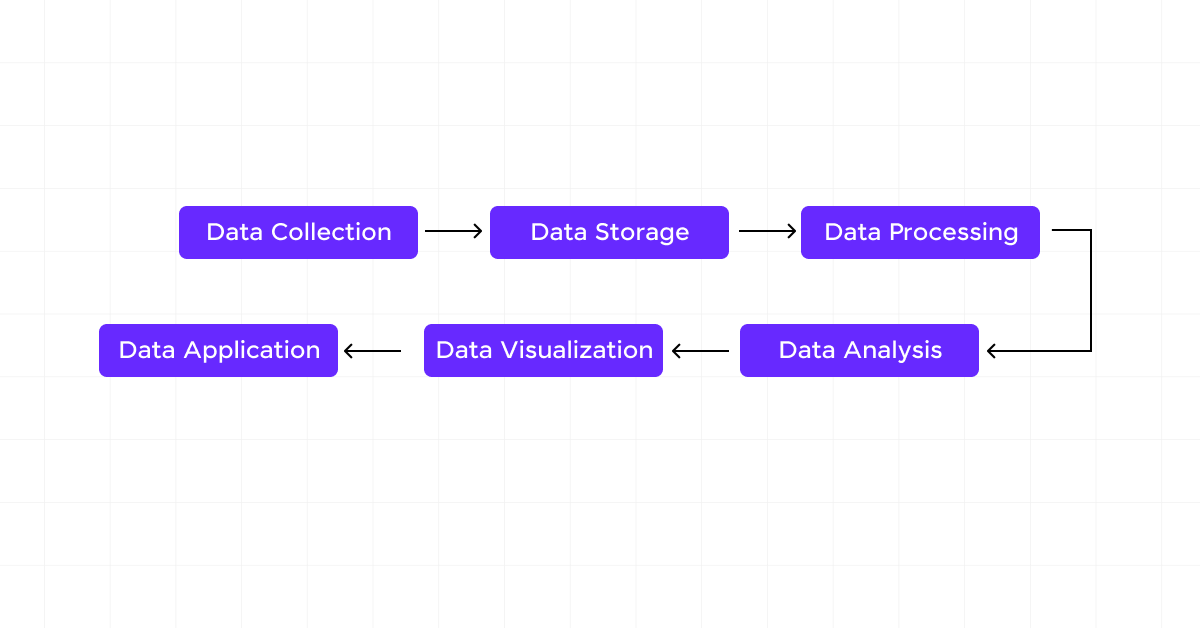 Data Collection
Data Storage
Data Processing
Data Analysis
Data Visualization
Data Application